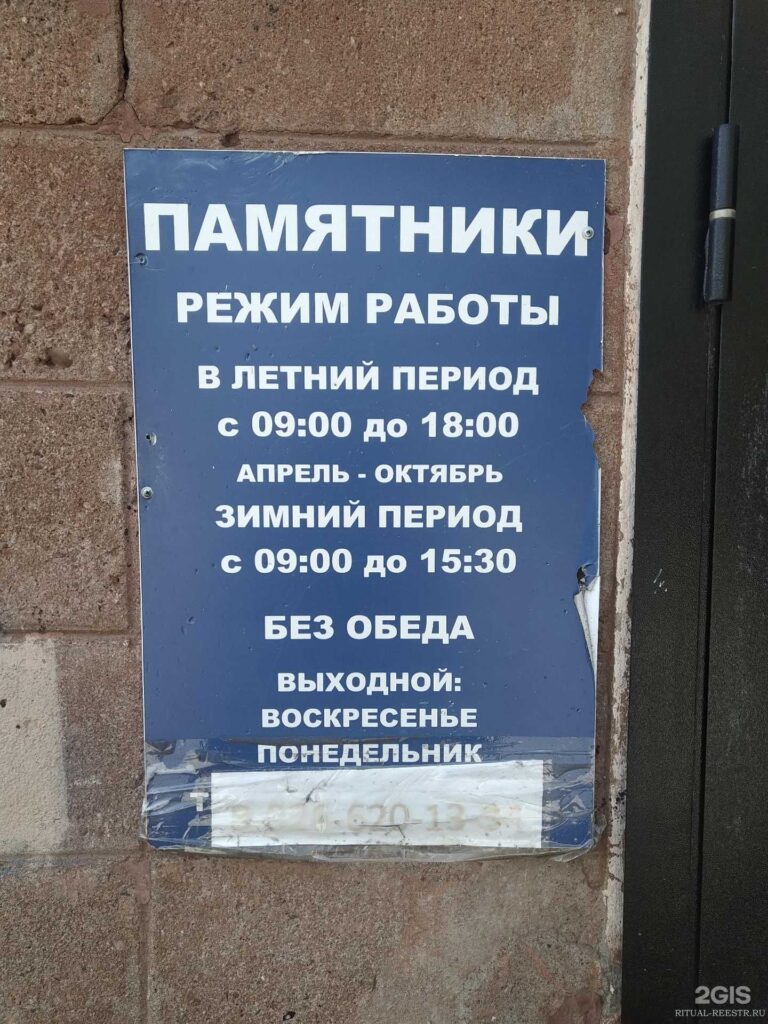 ПАМЯТНИКИ
РЕЖИМ РАБОТЫ
В ЛЕТНИЙ ПЕРИОД
с 09:00 до 18:00
АПРЕЛЬ - ОКТЯБРЬ
ЗИМНИЙ ПЕРИОД
с 09:00 до 15:30
БЕЗ ОБЕДА
ВЫХОДНОЙ:
ВОСКРЕСЕНЬЕ
ПОНЕДЕЛЬНИК
2GIS
RITUAL-REESTR.RU